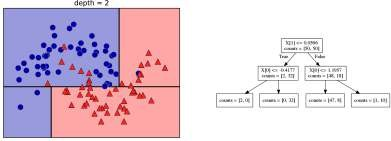 depth = 2
X[1] <= 0.0596
counts = [50, 50]
True
False
X[0] <= -0.4177
counts = [2, 32]
X[0] <= 1.1957
counts = [48, 18]
counts = [2, 0]
counts = [0, 32]
counts = [47, 8]
counts = [1, 10]